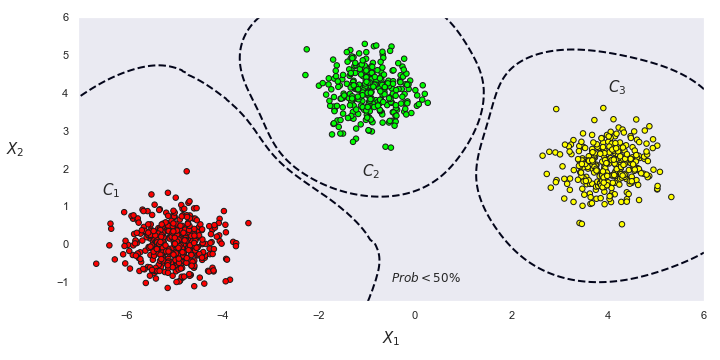 6
5
4
3
2
1
0
−1
X₂
C₁
C₂
C₃
Prob < 50%
−6 −4 −2 0 2 4 6
X₁